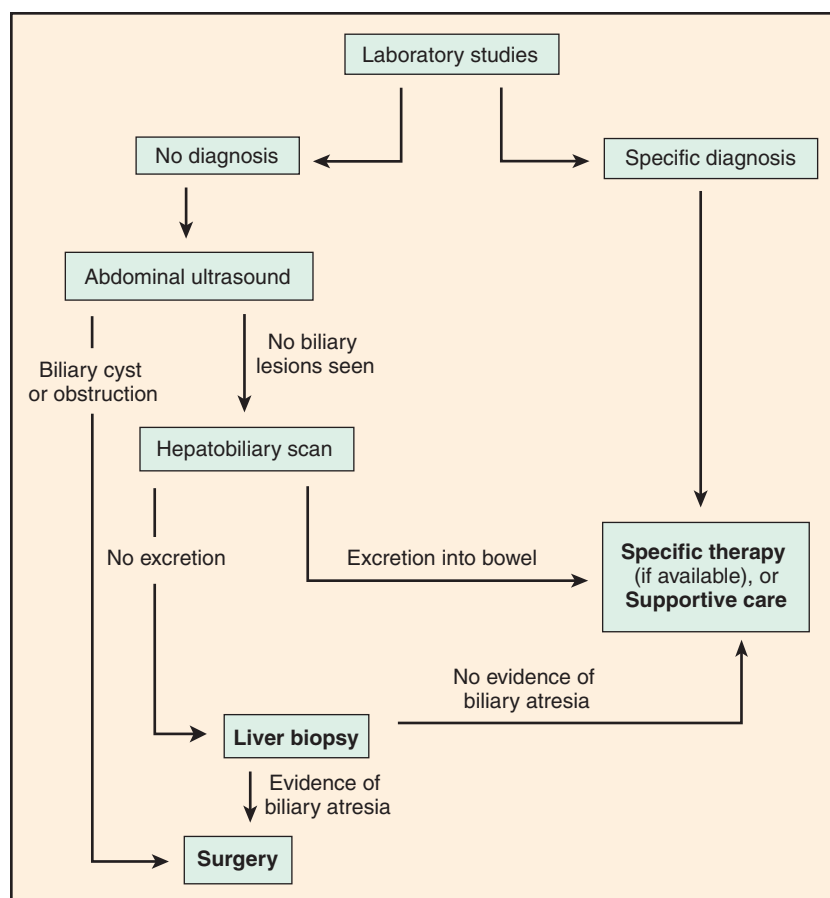 Laboratory studies
No diagnosis
Specific diagnosis
Abdominal ultrasound
No biliary
lesions seen
Biliary cyst
or obstruction
Hepatobiliary scan
No excretion
Excretion into bowel
Specific therapy
(if available), or
Supportive care
No evidence of
biliary atresia
Liver biopsy
Evidence of
biliary atresia
Surgery